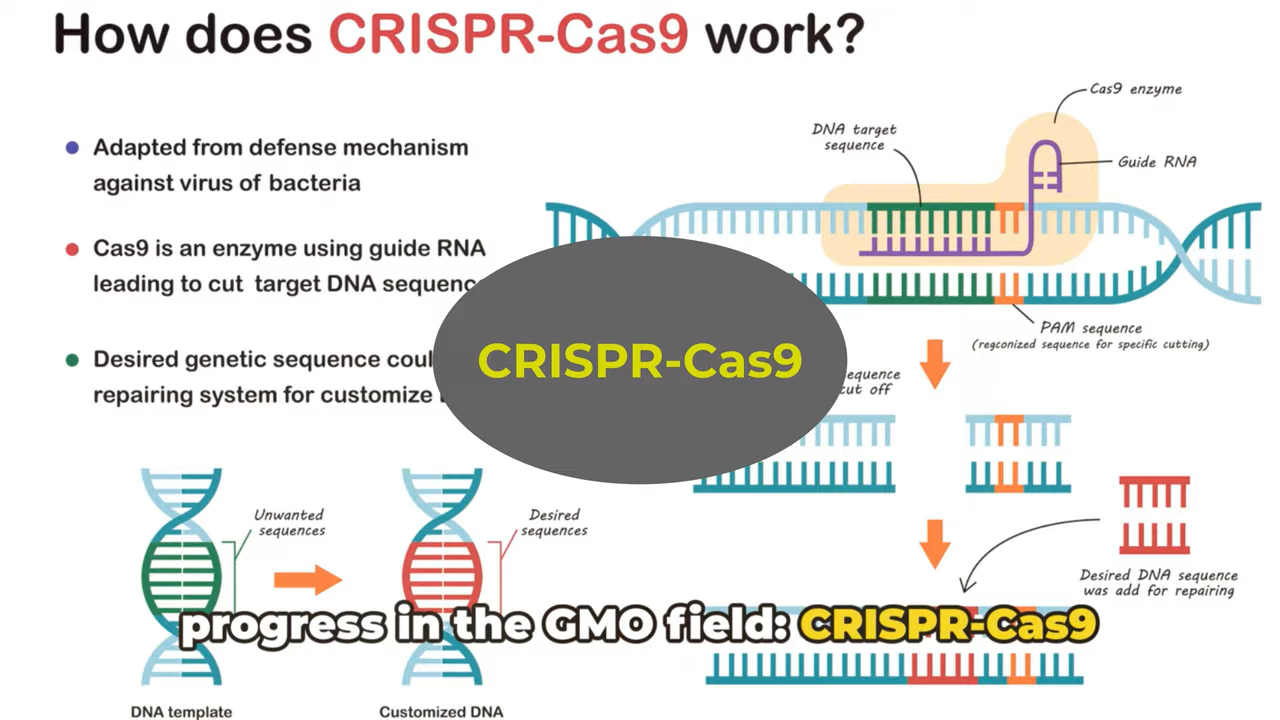 How does CRISPR-Cas9 work?
Adapted from defense mechanism
against virus of bacteria
Cas9 is an enzyme using guide RNA
leading to cut target DNA
Desired genetic sequence
repairing system for customize
Cas9 enzyme
DNA target
sequence
Guide RNA
PAM sequence
(regconized sequence for specific cutting)
cut off
CRISPR-Cas9
Unwanted
sequences
Desired
sequences
Desired DNA sequence
was add for repairing
progress in the GMO field: CRISPR-Cas9
DNA template
Customized DNA